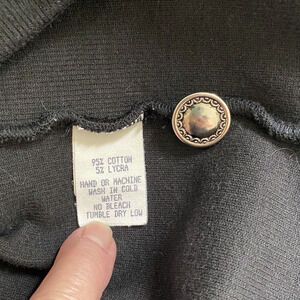 95% COTTON
5% LYCRA
HAND OR MACHINE
WASH IN COLD
WATER
NO BLEACH
TUMBLE DRY LOW